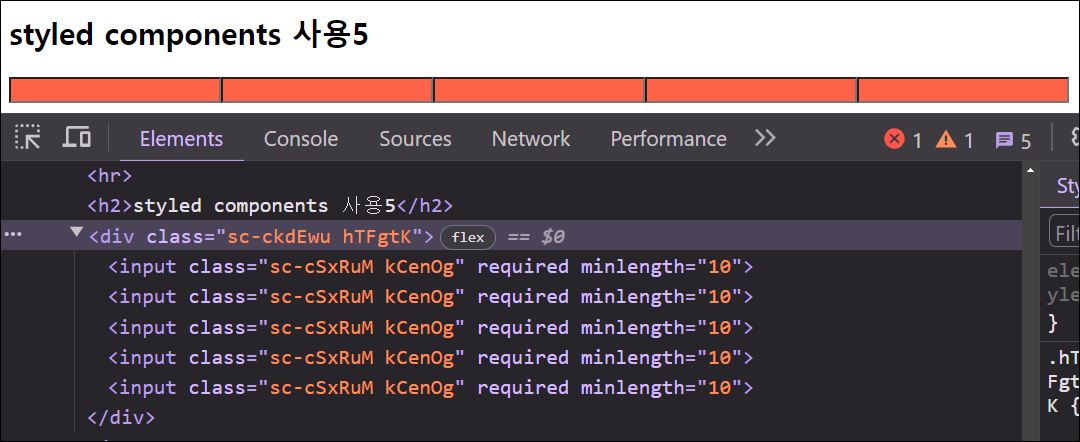 styled components 사용5
Elements Console Sources Network Performance 1 1 5
<hr>
<h2>styled components 사용5</h2>
Sty
<div class="sc-ckdEwu hTFgtK"> flex == $0
Filt
<input class="sc-cSxRuM kCenOg" required minlength="10">
ele
<input class="sc-cSxRuM kCenOg" required minlength="10">
yle
<input class="sc-cSxRuM kCenOg" required minlength="10">
}
<input class="sc-cSxRuM kCenOg" required minlength="10">
.hT
<input class="sc-cSxRuM kCenOg" required minlength="10">
Fgt
</div>
K {